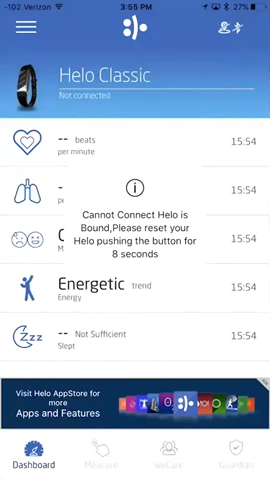 -102 Verizon 3:55 PM 27%
Helo Classic
Not connected
-- beats 15:54
per minute
15:54
Cannot Connect Helo is
Bound,Please reset your
Helo pushing the button for
8 seconds
15:54
Energetic trend 15:54
Energy
-- Not Sufficient 15:54
Slept
Visit Helo AppStore for
more
Apps and Features
Dashboard Measure WeCare Guardian